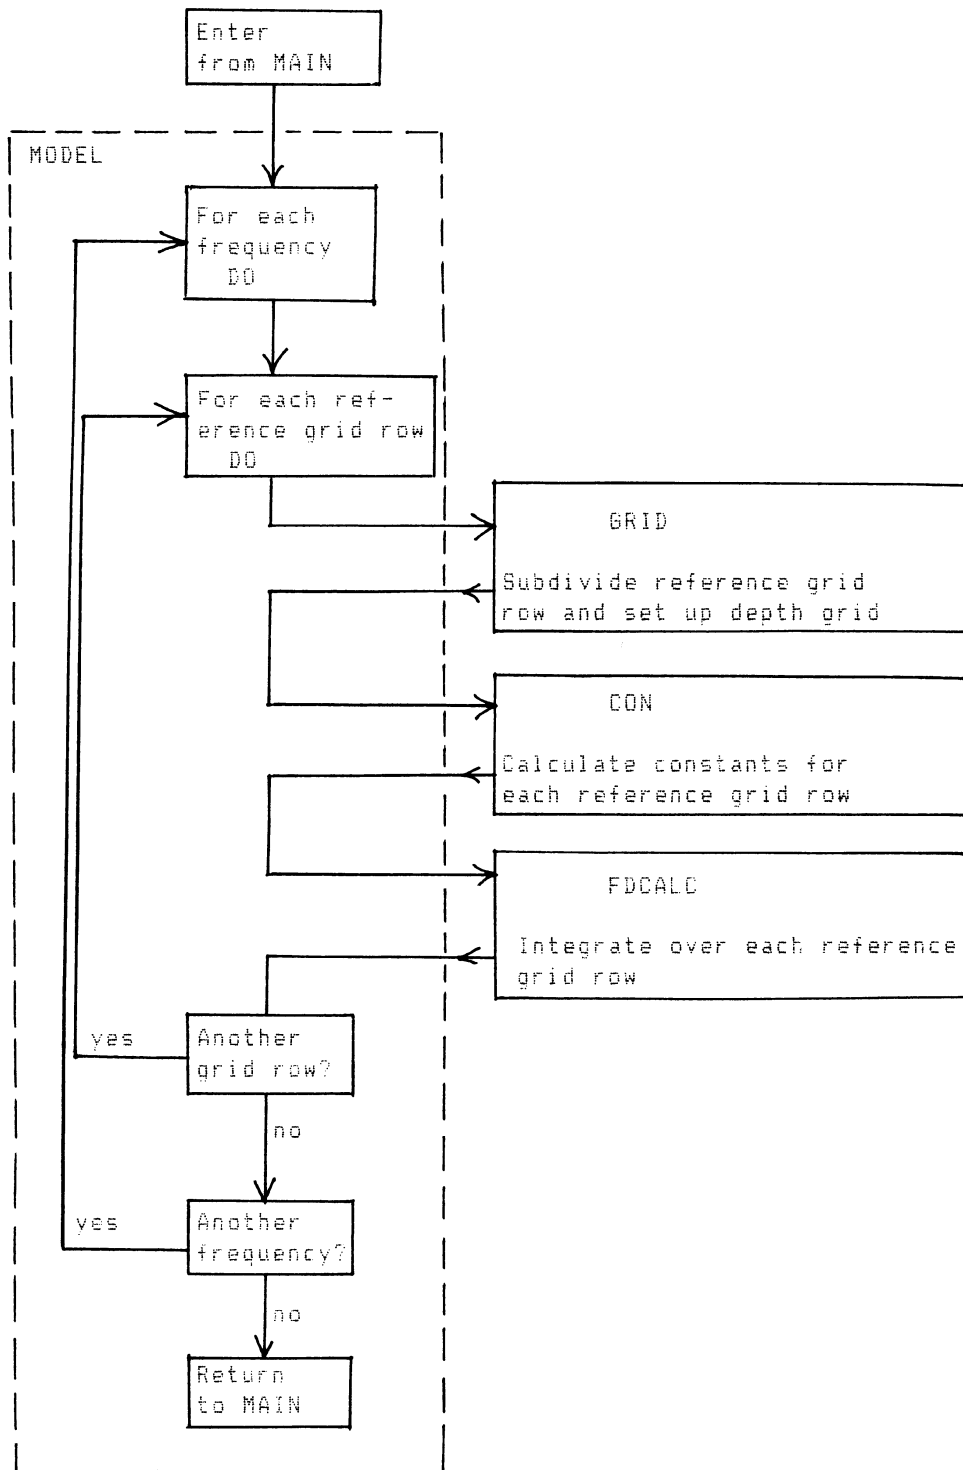 Enter
from MAIN
MODEL
For each
frequency
DO
For each ref-
erence grid row
DO
GRID
Subdivide reference grid
row and set up depth grid
CON
Calculate constants for
each reference grid row
FDCALC
Integrate over each reference
grid row
yes
Another
grid row?
no
yes
Another
frequency?
no
Return
to MAIN